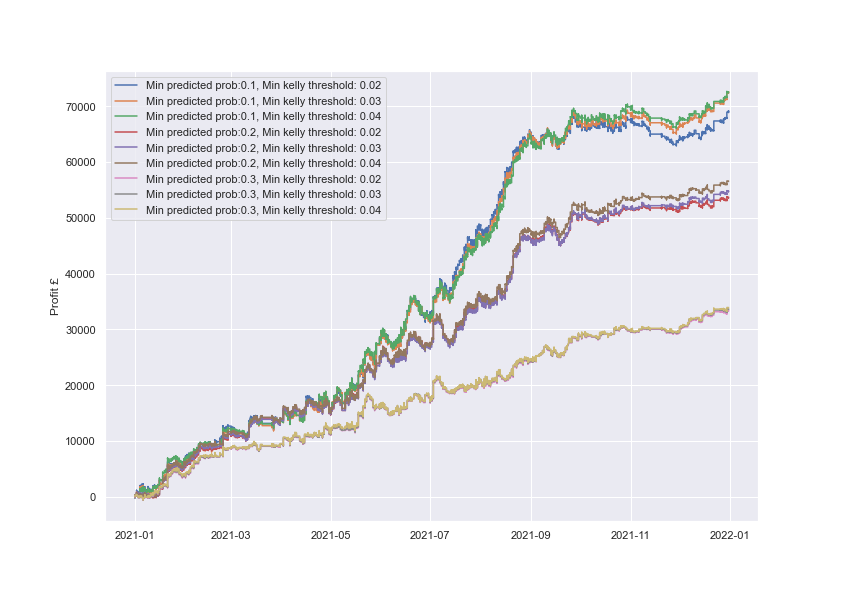 Min predicted prob:0.1, Min kelly threshold: 0.02
Min predicted prob:0.1, Min kelly threshold: 0.03
Min predicted prob:0.1, Min kelly threshold: 0.04
Min predicted prob:0.2, Min kelly threshold: 0.02
Min predicted prob:0.2, Min kelly threshold: 0.03
Min predicted prob:0.2, Min kelly threshold: 0.04
Min predicted prob:0.3, Min kelly threshold: 0.02
Min predicted prob:0.3, Min kelly threshold: 0.03
Min predicted prob:0.3, Min kelly threshold: 0.04
Profit £
70000
60000
50000
40000
30000
20000
10000
0
2021-01 2021-03 2021-05 2021-07 2021-09 2021-11 2022-01